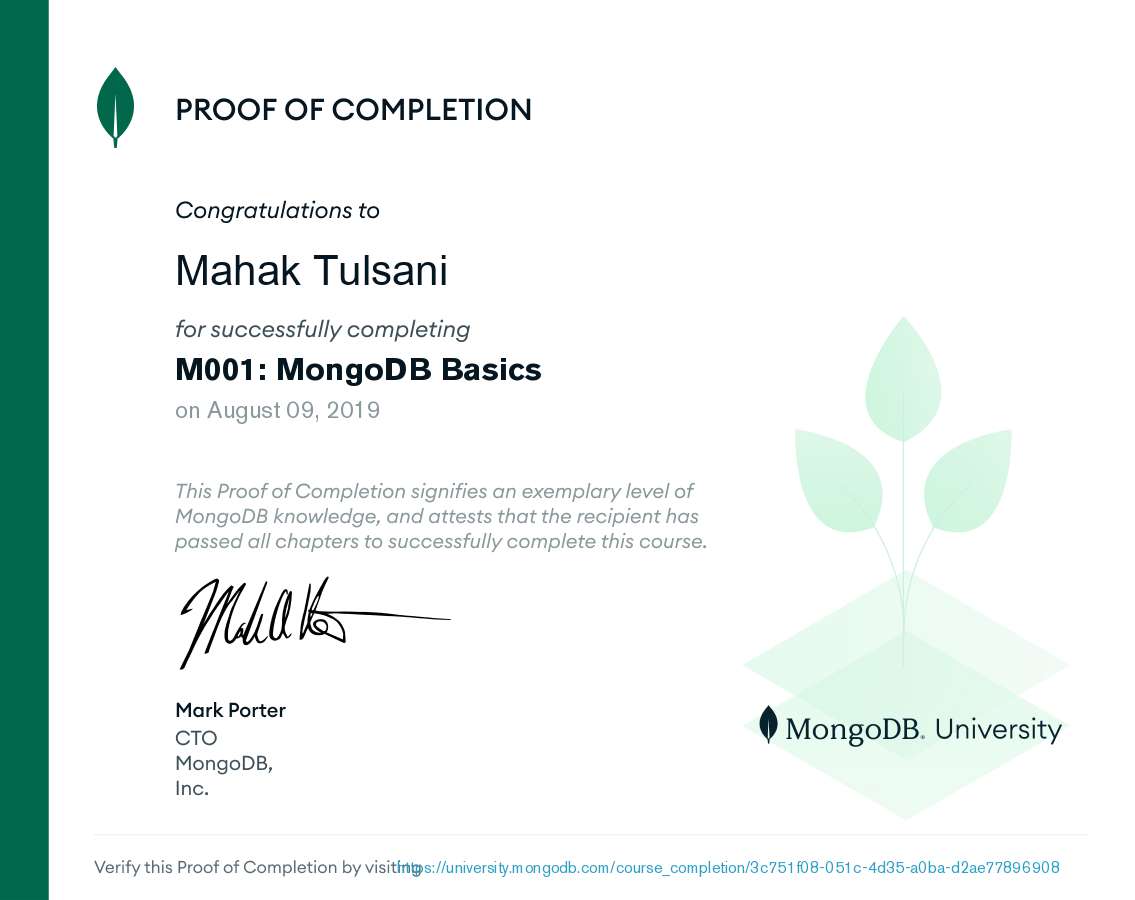 PROOF OF COMPLETION
Congratulations to
Mahak Tulsani
for successfully completing
M001: MongoDB Basics
on August 09, 2019
This Proof of Completion signifies an exemplary level of
MongoDB knowledge, and attests that the recipient has
passed all chapters to successfully complete this course.
Mark Porter
CTO
MongoDB,
Inc.
MongoDB. University
Verify this Proof of Completion by visiting https://university.mongodb.com/course_completion/3c751f08-051c-4d35-a0ba-d2ae77896908